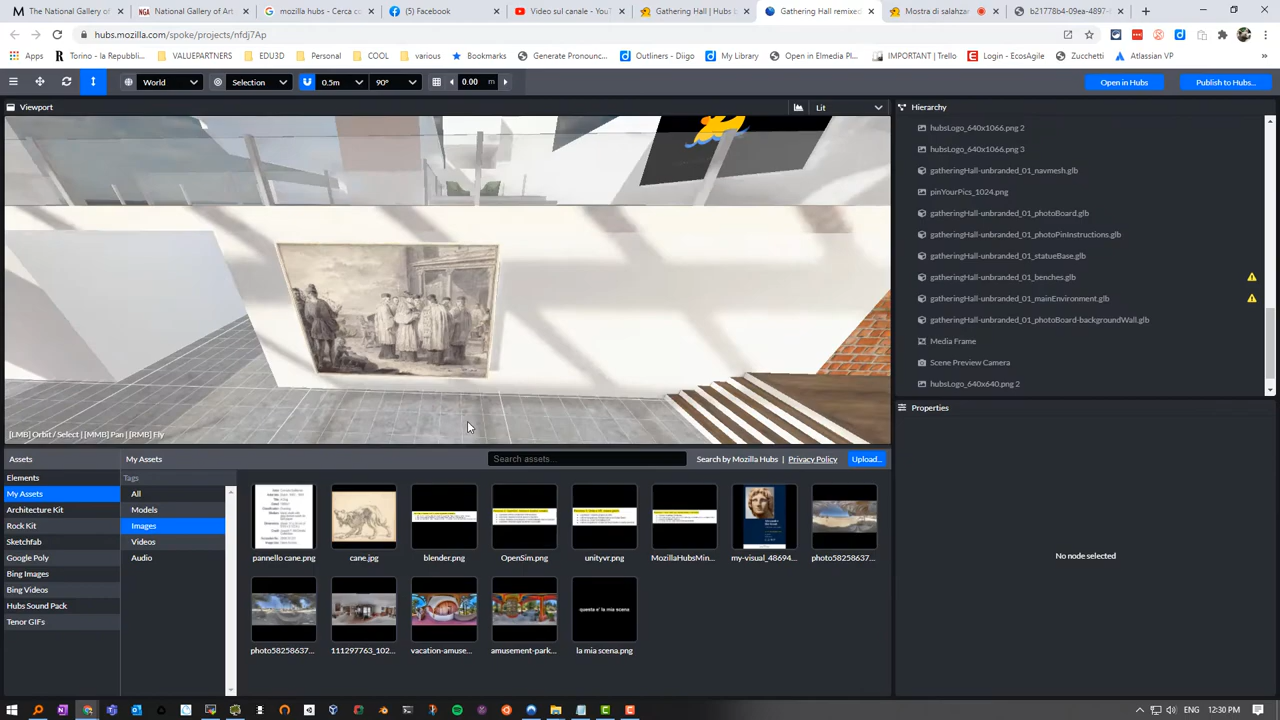 The National Gallery of Art
National Gallery of Art
mozilla hubs - Cerca c
(5) Facebook
Video sul canale - YouT
Gathering Hall | Hubs b
Gathering Hall remixed
Mostra di salahza
b21778b4-09ea-4897-
hubs.mozilla.com/spoke/projects/nfdj7Ap
Apps
Torino - la Repubbli...
VALUEPARTNERS
EDU3D
Personal
COOL
various
Bookmarks
Generate Pronounc...
Outliners - Diigo
My Library
Open in Elmedia Pl...
IMPORTANT | Trello
Login - EcosAgile
Zucchetti
Atlassian VP
World
Selection
0.5m
90°
0.00 m
Open in Hubs
Publish to Hubs...
Viewport
Lit
[LMB] Orbit / Select | [MMB] Pan | [RMB] Fly
Hierarchy
hubsLogo_640x1066.png 2
hubsLogo_640x1066.png 3
gatheringHall-unbranded_01_navmesh.glb
pinYourPics_1024.png
gatheringHall-unbranded_01_photoBoard.glb
gatheringHall-unbranded_01_photoPinInstructions.glb
gatheringHall-unbranded_01_statueBase.glb
gatheringHall-unbranded_01_benches.glb
gatheringHall-unbranded_01_mainEnvironment.glb
gatheringHall-unbranded_01_photoBoard-backgroundWall.glb
Media Frame
Scene Preview Camera
hubsLogo_640x640.png 2
Properties
No node selected
Assets
Elements
My Assets
Architecture Kit
Rock Kit
Sketchfab
Google Poly
Bing Images
Bing Videos
Hubs Sound Pack
Tenor GIFs
My Assets
Tags
All
Models
Images
Videos
Audio
Search assets...
Search by Mozilla Hubs | Privacy Policy
Upload...
pannello cane.png
cane.jpg
blender.png
OpenSim.png
unityvr.png
MozillaHubsMin...
my-visual_48694...
photo58258637...
questa e' la mia scena
photo58258637...
111297763_102...
vacation-amuse...
amusement-park...
la mia scena.png
ENG
12:30 PM